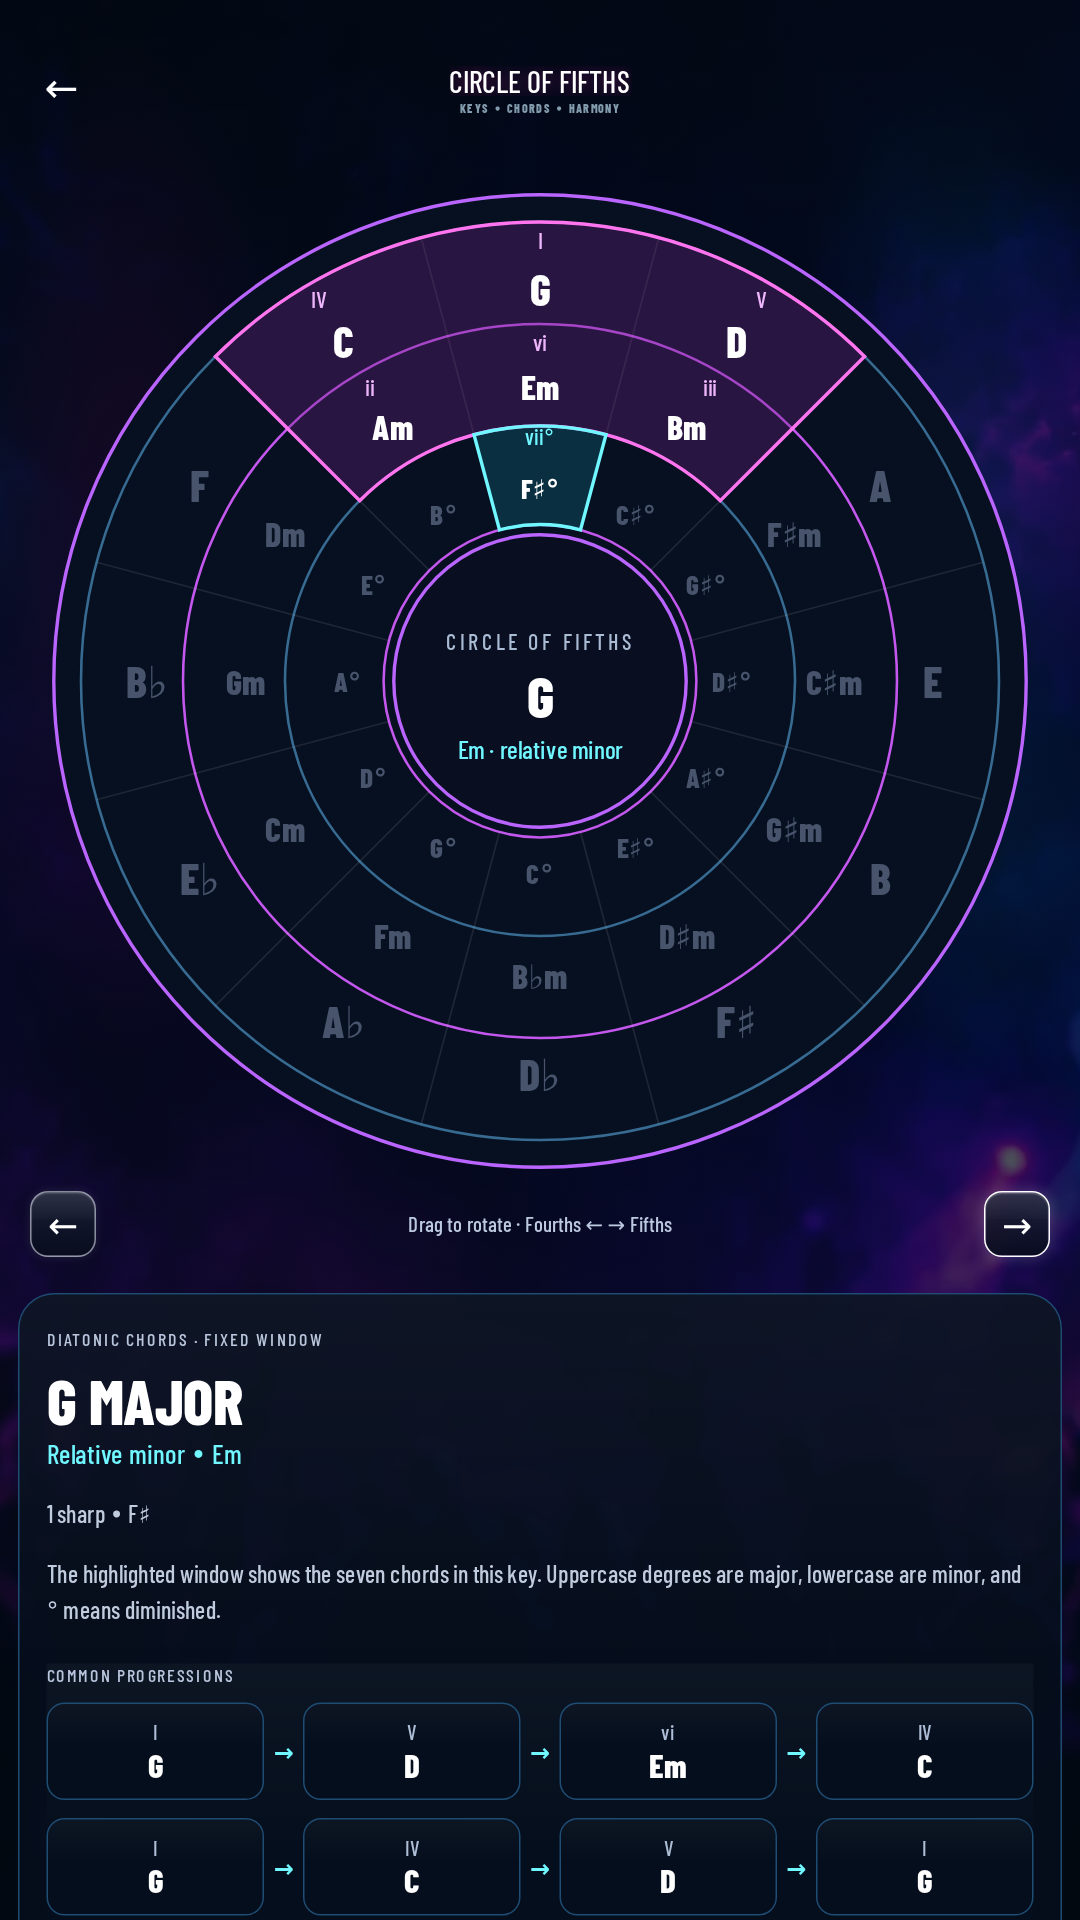 ←
CIRCLE OF FIFTHS
KEYS • CHORDS • HARMONY
I
G
IV
C
V
D
vi
Em
ii
Am
iii
Bm
vii°
F♯°
B°
C♯°
F
A
Dm
F♯m
E°
G♯°
B♭
Gm
A°
D♯°
C♯m
E
CIRCLE OF FIFTHS
G
Em · relative minor
D°
A♯°
Cm
G♯m
G°
E♯°
C°
E♭
B
Fm
D♯m
B♭m
A♭
F♯
D♭
←
Drag to rotate · Fourths ← → Fifths
→
DIATONIC CHORDS · FIXED WINDOW
G MAJOR
Relative minor • Em
1 sharp • F♯
The highlighted window shows the seven chords in this key. Uppercase degrees are major, lowercase are minor, and
° means diminished.
COMMON PROGRESSIONS
I V vi IV
G → D → Em → C
I IV V I
G → C → D → G